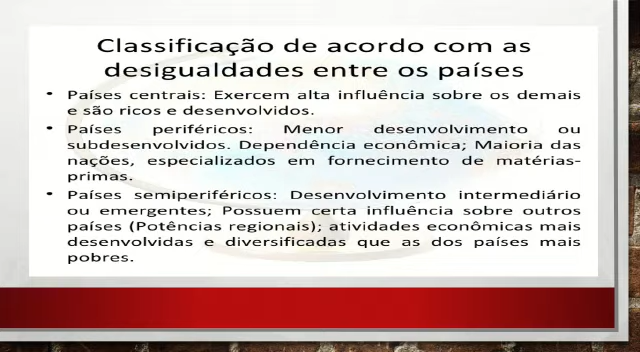 Classificação de acordo com as
desigualdades entre os países
• Países centrais: Exercem alta influência sobre os demais
e são ricos e desenvolvidos.
• Países periféricos: Menor desenvolvimento ou
subdesenvolvidos. Dependência econômica; Maioria das
nações, especializados em fornecimento de matérias-
primas.
• Países semiperiféricos: Desenvolvimento intermediário
ou emergentes; Possuem certa influência sobre outros
países (Potências regionais); atividades econômicas mais
desenvolvidas e diversificadas que as dos países mais
pobres.